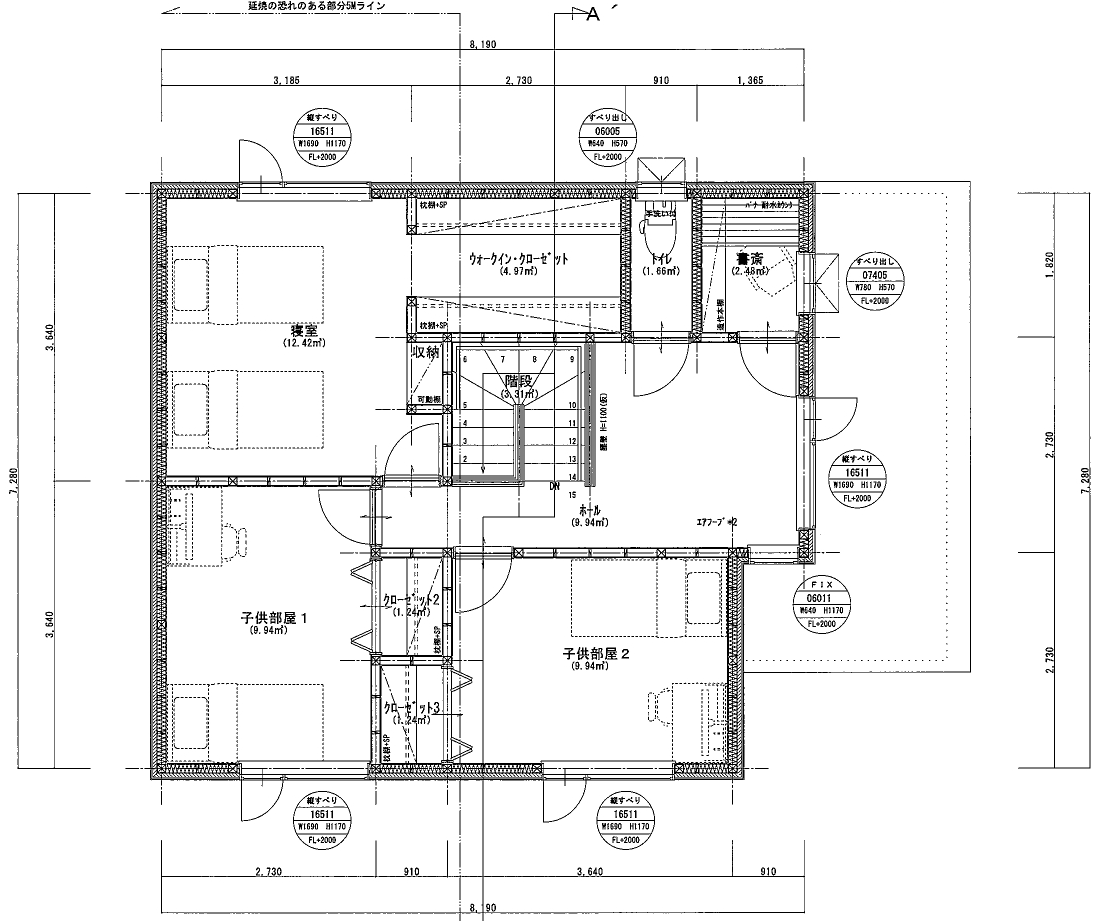 延焼の恐れのある部分5Mライン
A ´
8,190
3,185
2,730
910
1,365
縦すべり
16511
W1690 H1170
FL+2000
すべり出し
06005
W640 H570
FL+2000
枕棚+SP
手洗い付
ウォークイン・クローゼット
(4.97㎡)
トイレ
(1.66㎡)
書斎
(2.48㎡)
造作本棚
すべり出し
07405
W780 H570
FL+2000
1,820
3,640
寝室
(12.42㎡)
枕棚+SP
収納
可動棚
階段
(3.31㎡)
6
7
8
9
5
10
4
11
3
12
2
13
14
15
DN
腰壁 H=1100(仮)
2,730
縦すべり
16511
W1690 H1170
FL+2000
7,280
7,280
ホール
(9.94㎡)
FIX
06011
W640 H1170
FL+2000
クローゼット2
(1.24㎡)
枕棚+SP
子供部屋1
(9.94㎡)
3,640
子供部屋2
(9.94㎡)
2,730
クローゼット3
(1.24㎡)
枕棚+SP
縦すべり
16511
W1690 H1170
FL+2000
縦すべり
16511
W1690 H1170
FL+2000
2,730
910
3,640
910
8,190